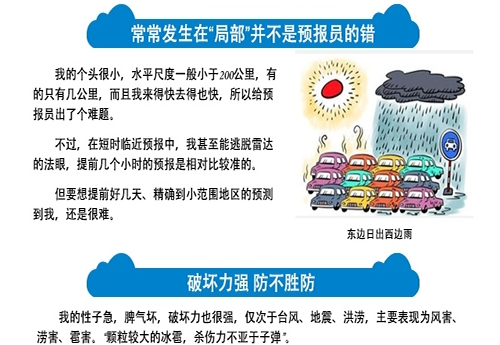 常常发生在“局部”并不是预报员的错
我的个头很小，水平尺度一般小于200公里，有
的只有几公里，而且我来得快去得也快，所以给预
报员出了个难题。
不过，在短时临近预报中，我甚至能逃脱雷达
的法眼，提前几个小时的预报是相对比较准的。
但要想提前好几天、精确到小范围地区的预测
到我，还是很难。
东边日出西边雨
破坏力强 防不胜防
我的性子急，脾气坏，破坏力也很强，仅次于台风、地震、洪涝，主要表现为风害、
涝害、雹害。“颗粒较大的冰雹，杀伤力不亚于子弹”。